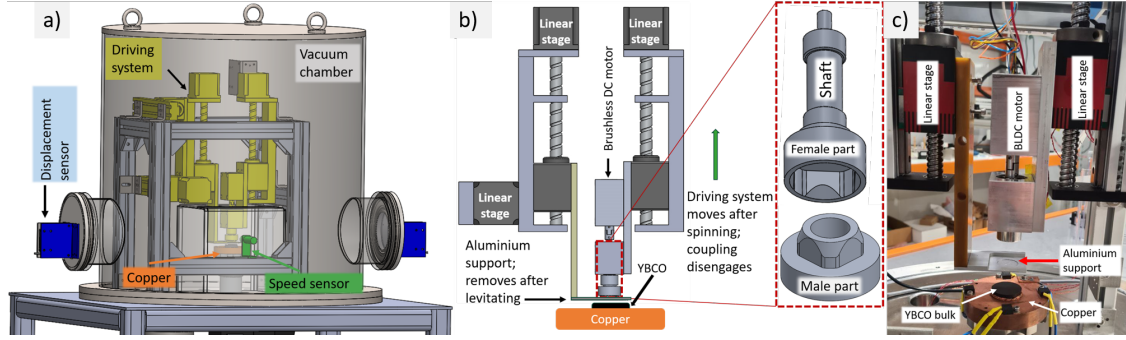 a)
Driving
system
Vacuum
chamber
Displacement
sensor
Copper
Speed sensor
b)
Linear
stage
Linear
stage
Brushless DC motor
Linear
stage
Aluminium
support;
removes after
levitating
YBCO
Copper
Driving system
moves after
spinning;
coupling
disengages
Shaft
Female part
Male part
c)
Linear stage
BLDC motor
Linear stage
Aluminium
support
YBCO bulk
Copper